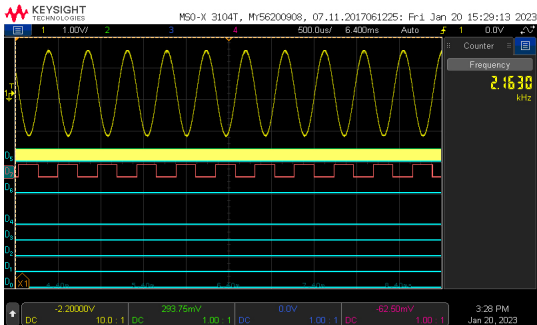 KEYSIGHT
TECHNOLOGIES
MSO-X 3104T, MY56200908, 07.11.2017061225: Fri Jan 20 15:29:13 2023
1 1.00V/ 2 3 4 500.0us/ 6.400ms Auto 1 0.0V
Counter
Frequency
2.1630
kHz
T
1
D5
D7
D6
D4
D3
D2
D1
D0
X1
-2.20000V 293.75mV 0.0V -62.50mV
DC 10.0 : 1 DC 1.00 : 1 DC 1.00 : 1 DC 1.00 : 1
3:28 PM
Jan 20, 2023